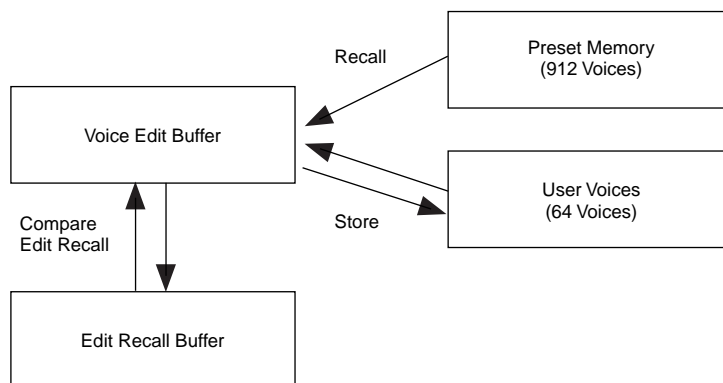 Recall
Preset Memory
(912 Voices)
Voice Edit Buffer
User Voices
(64 Voices)
Compare
Edit Recall
Store
Edit Recall Buffer